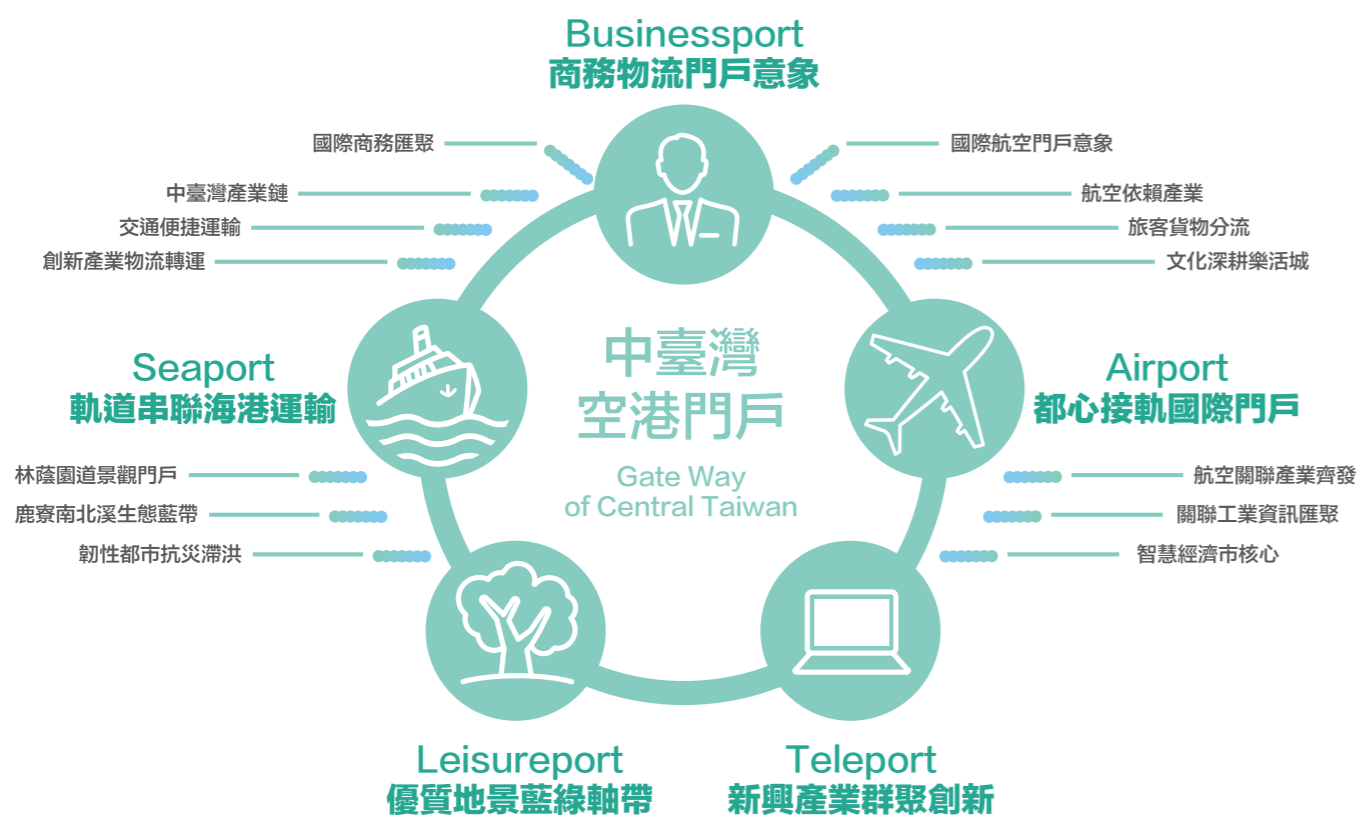 Businessport
商務物流門戶意象
國際商務匯聚
中臺灣產業鏈
交通便捷運輸
創新產業物流轉運
國際航空門戶意象
航空依賴產業
旅客貨物分流
文化深耕樂活城
Seaport
軌道串聯海港運輸
中臺灣
空港門戶
Gate Way
of Central Taiwan
Airport
都心接軌國際門戶
林蔭園道景觀門戶
鹿寮南北溪生態藍帶
韌性都市抗災滯洪
航空關聯產業齊發
關聯工業資訊匯聚
智慧經濟市核心
Leisureport
優質地景藍綠軸帶
Teleport
新興產業群聚創新